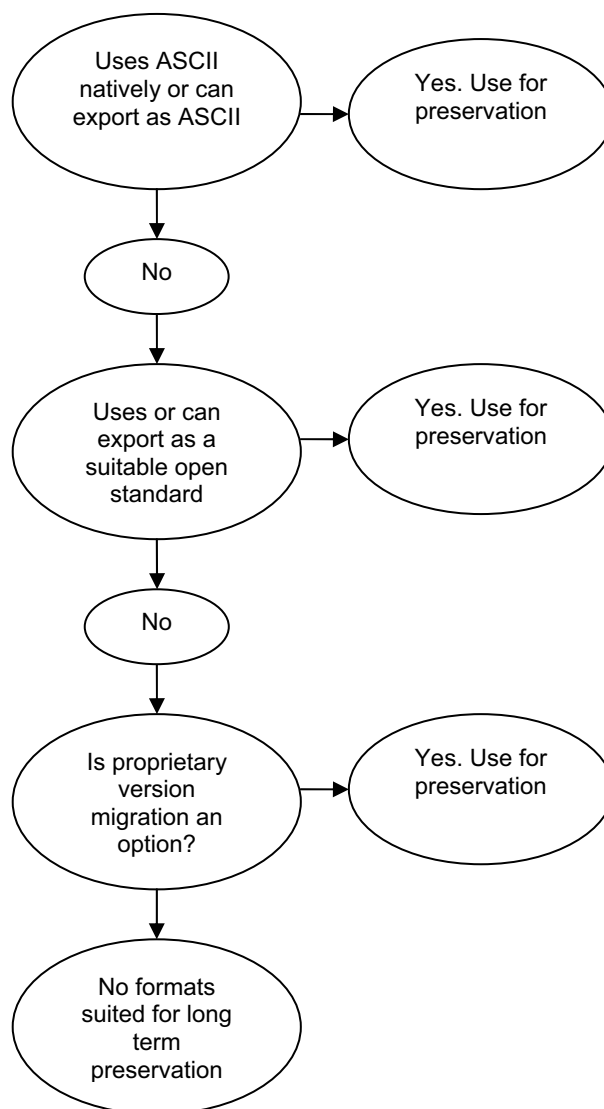 Uses ASCII
natively or can
export as ASCII
Yes. Use for
preservation
No
Uses or can
export as a
suitable open
standard
Yes. Use for
preservation
No
Is proprietary
version
migration an
option?
Yes. Use for
preservation
No formats
suited for long
term
preservation